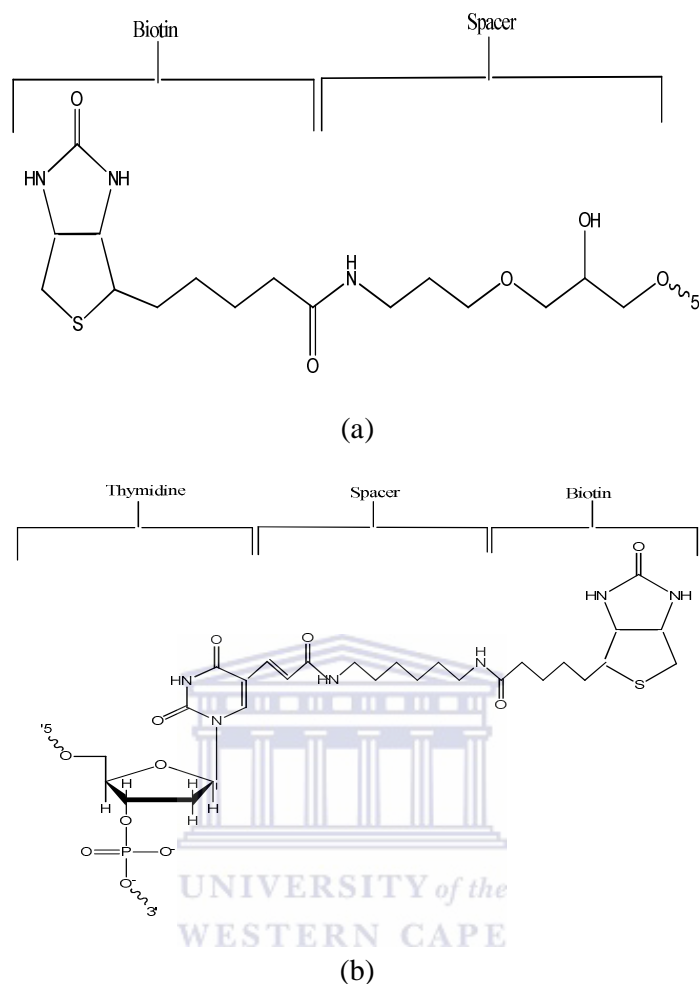 Biotin Spacer
O
HN NH
OH
H
N O O 5
S
O
(a)
Thymidine Spacer Biotin
O
HN NH
O O H
N
HN HN
O N O S
'5
O O
H H H
H H
O
O P O-
O-
3'
UNIVERSITY of the
WESTERN CAPE
(b)